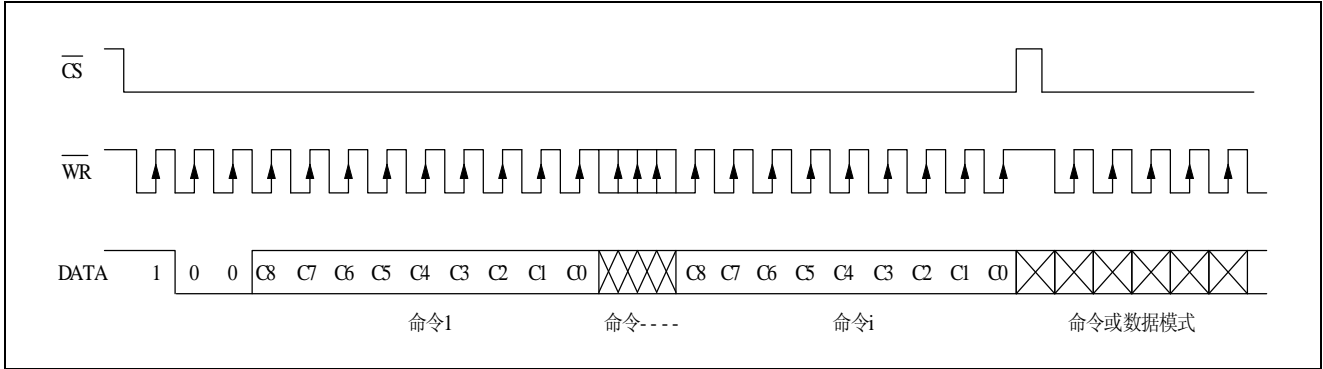 CS
WR
DATA 1 0 0 C8 C7 C6 C5 C4 C3 C2 C1 C0 C8 C7 C6 C5 C4 C3 C2 C1 C0
命令1 命令---- 命令i 命令或数据模式